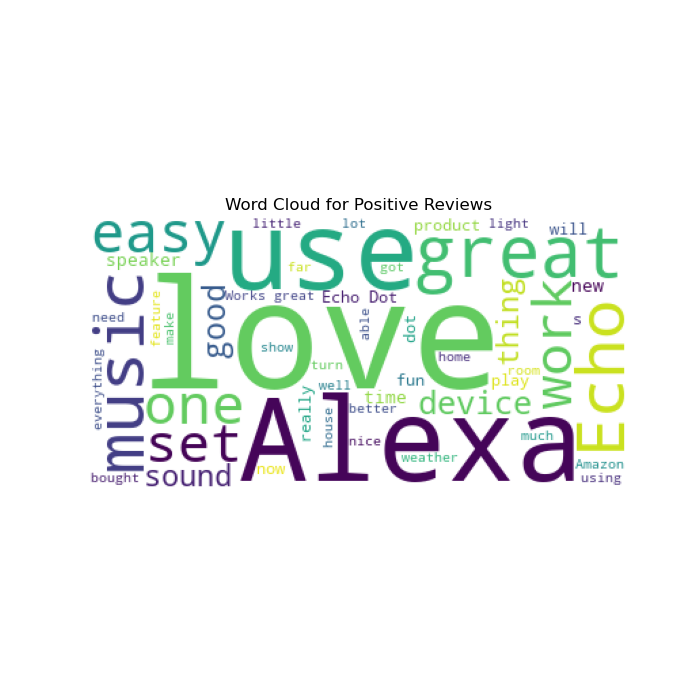 Word Cloud for Positive Reviews
easy
use
little
lot
great
product
light
will
speaker
far
got
love
music
need
feature
make
good
Works great
Echo Dot
able
dot
thing
work
new
s
Echo
everything
show
turn
home
room
play
well
fun
time
one
really
house
better
device
set
Alexa
nice
much
weather
bought
sound
now
Amazon
using